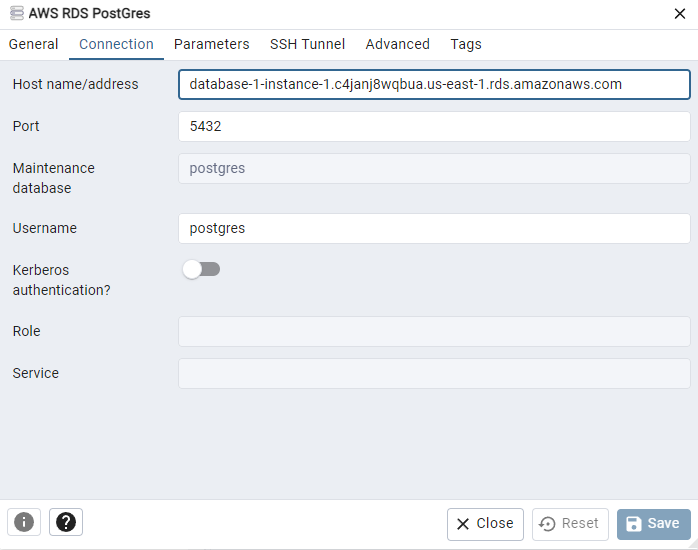 AWS RDS PostGres
General Connection Parameters SSH Tunnel Advanced Tags
Host name/address
database-1-instance-1.c4janj8wqbua.us-east-1.rds.amazonaws.com
Port
5432
Maintenance
database
postgres
Username
postgres
Kerberos
authentication?
Role
Service
Close
Reset
Save